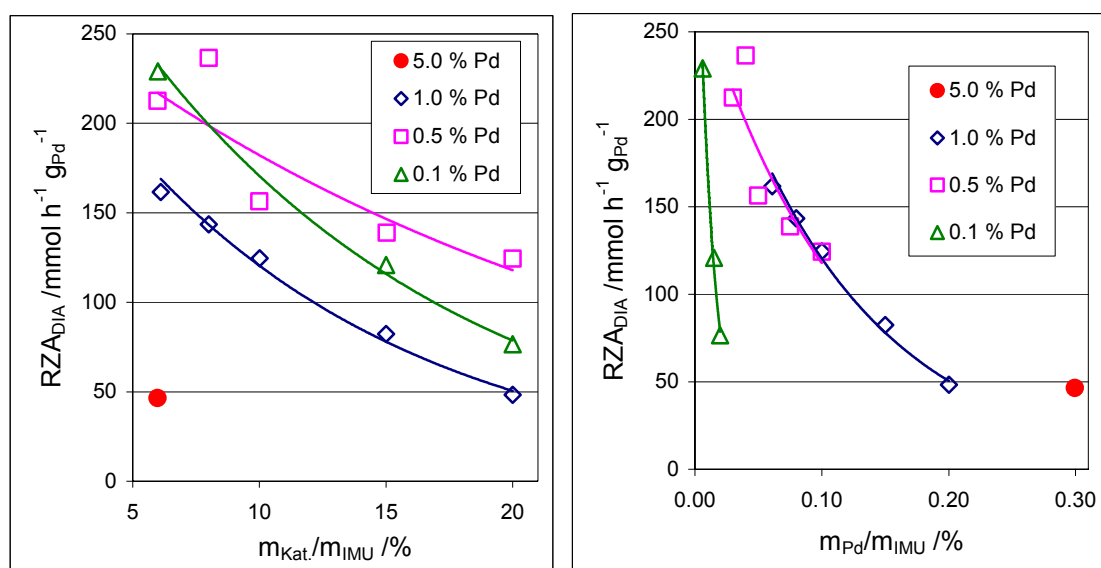 250
200
150
100
50
0
5
10
15
20
RZA_DIA /mmol h⁻¹ g_Pd⁻¹
m_Kat./m_IMU /%
5.0 % Pd
1.0 % Pd
0.5 % Pd
0.1 % Pd
250
200
150
100
50
0
0.00
0.10
0.20
0.30
RZA_DIA /mmol h⁻¹ g_Pd⁻¹
m_Pd/m_IMU /%
5.0 % Pd
1.0 % Pd
0.5 % Pd
0.1 % Pd